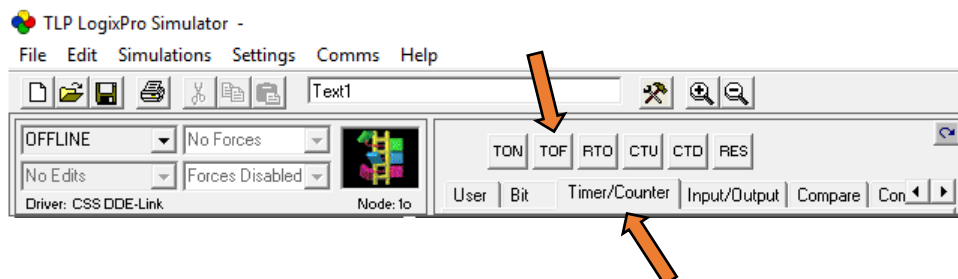 TLP LogixPro Simulator -
File Edit Simulations Settings Comms Help
Text1
OFFLINE No Forces
No Edits Forces Disabled
Driver: CSS DDE-Link Node: 1o
TON TOF RTO CTU CTD RES
User Bit Timer/Counter Input/Output Compare Con